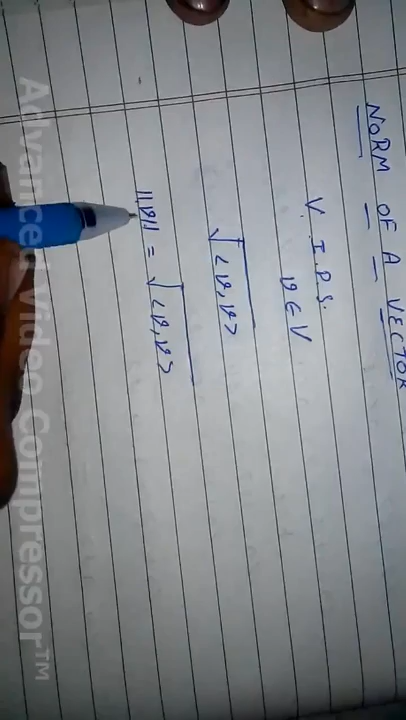 NORM OF A VECTOR
V. I.P.S.
v ∈ V
√<v,v>
||v|| = √<v,v>
Advanced Video Compressor™